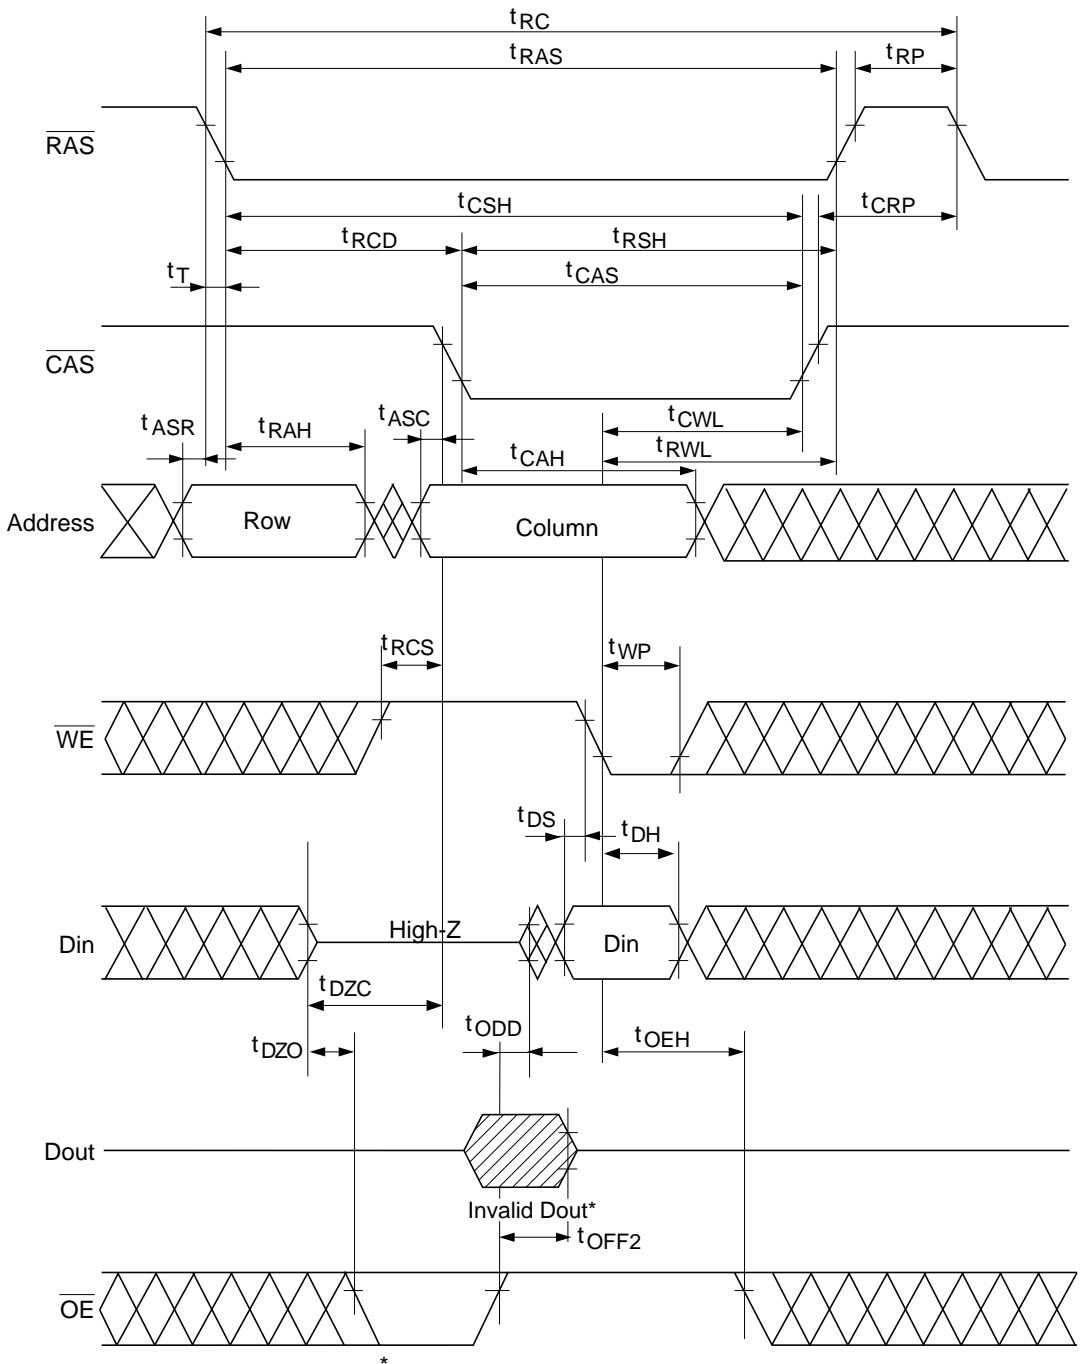 tRC
tRAS
tRP
RAS
tCSH
tCRP
tRCD
tRSH
tT
tCAS
CAS
tASC
tCWL
tASR
tRAH
tRWL
tCAH
Address
Row
Column
tRCS
tWP
WE
tDS
tDH
High-Z
Din
Din
tDZC
tODD
tOEH
tDZO
Dout
Invalid Dout*
tOFF2
OE
*